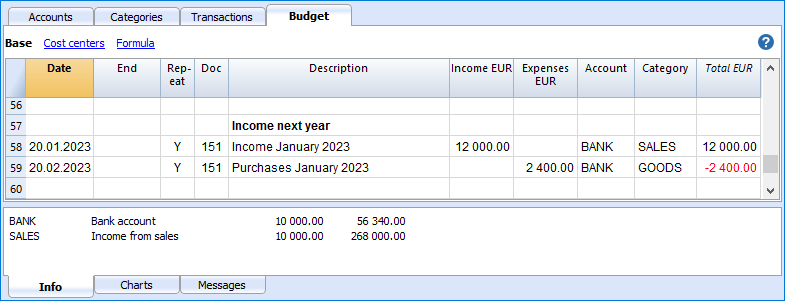 Accounts Categories Transactions Budget
Base Cost centers Formula ?
Date End Rep-eat Doc Description Income EUR Expenses EUR Account Category Total EUR
56
57 Income next year
58 20.01.2023 Y 151 Income January 2023 12 000.00 BANK SALES 12 000.00
59 20.02.2023 Y 151 Purchases January 2023 2 400.00 BANK GOODS -2 400.00
60
BANK Bank account 10 000.00 56 340.00
SALES Income from sales 10 000.00 268 000.00
Info Charts Messages